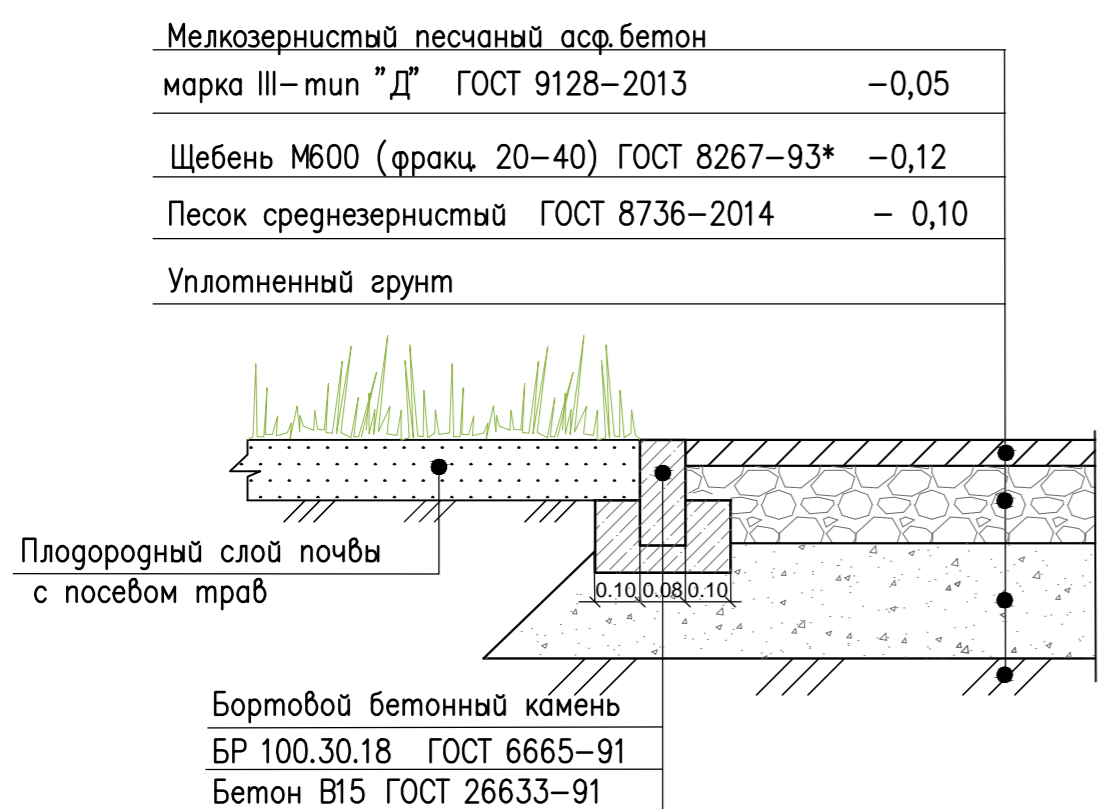 Мелкозернистый песчаный асф.бетон
марка III-тип "Д" ГОСТ 9128-2013 -0,05
Щебень М600 (фракц. 20-40) ГОСТ 8267-93* -0,12
Песок среднезернистый ГОСТ 8736-2014 - 0,10
Уплотненный грунт
Плодородный слой почвы
с посевом трав
0.10 0.08 0.10
Бортовой бетонный камень
БР 100.30.18 ГОСТ 6665-91
Бетон В15 ГОСТ 26633-91